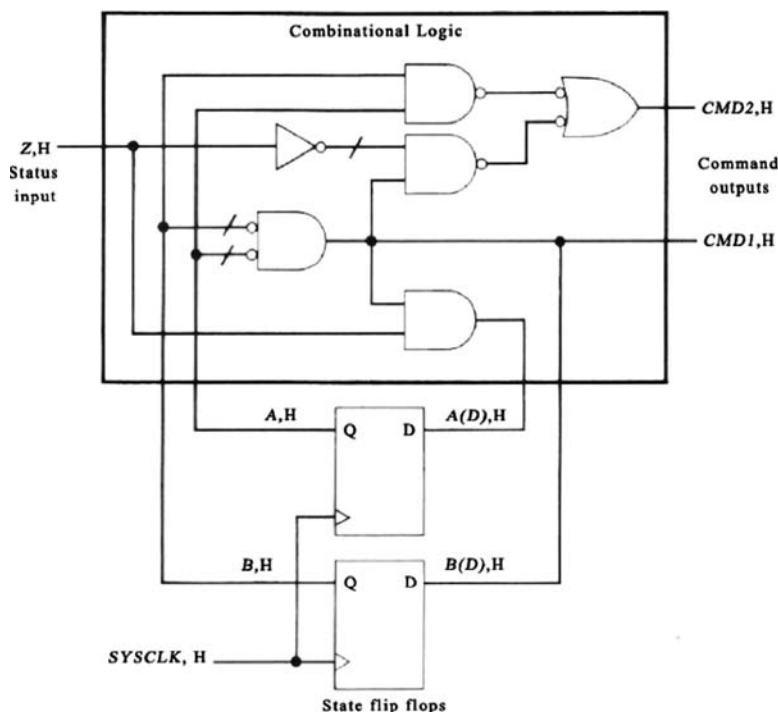 Combinational Logic
CMD2,H
Z,H
Status
input
Command
outputs
CMD1,H
A,H
Q
D
A(D),H
B,H
Q
D
B(D),H
SYSCLK, H
State flip flops